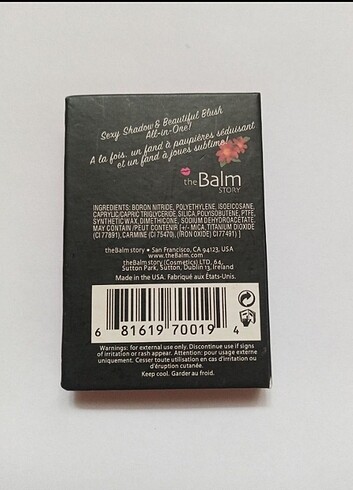 Sexy Shadow & Beautiful Blush
All-in-One!
A la fois, un fand à paupières séduisant
et un fand à joues sublime!
theBalm
STORY
INGREDIENTS: BORON NITRIDE, POLYETHYLENE, ISOEICOSANE,
CAPRYLIC/CAPRIC TRIGLYCERIDE, SILICA, POLYISOBUTENE, PTFE,
SYNTHETIC WAX, DIMETHICONE, SODIUM DEHYDROACETATE,
MAY CONTAIN /PEUT CONTENIR [+/- MICA, TITANIUM DIOXIDE
(CI 77891), CARMINE (CI 75470), (IRON OXIDE (CI 77491) ]
theBalm story • San Francisco, CA 94123, USA
www.theBalm.com
theBalm story (Cosmetics) LTD, 64,
Sutton Park, Sutton, Dublin 13, Ireland
Made in the USA. Fabriqué aux États-Unis.
6 81619 70019 4
Warnings: for external use only. Discontinue use if signs
of irritation or rash appear. Attention: pour usage externe
uniquement. Cesser toute utilisation en cas d'irritation ou
d'éruption cutanée.
Keep cool. Garder au froid.